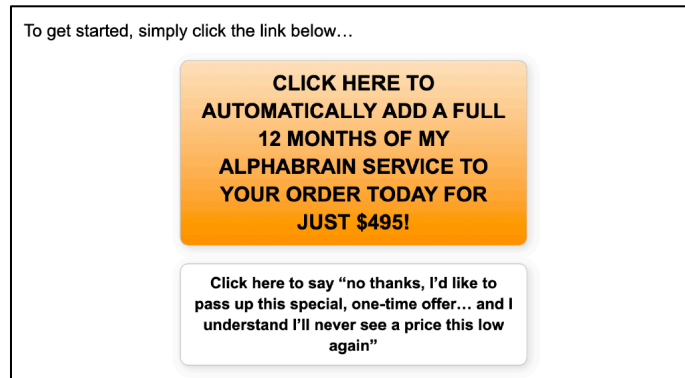 To get started, simply click the link below…
CLICK HERE TO
AUTOMATICALLY ADD A FULL
12 MONTHS OF MY
ALPHABRAIN SERVICE TO
YOUR ORDER TODAY FOR
JUST $495!
Click here to say “no thanks, I’d like to
pass up this special, one-time offer… and I
understand I’ll never see a price this low
again”